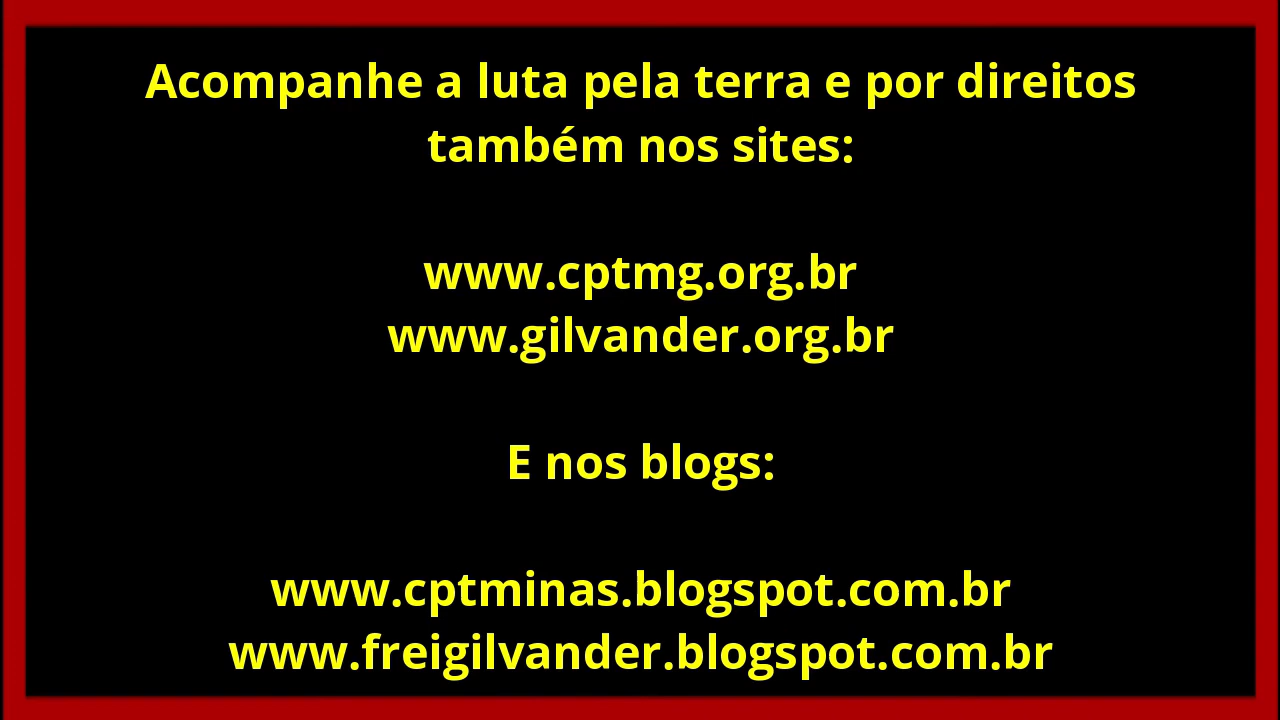 Acompanhe a luta pela terra e por direitos
também nos sites:
www.cptmg.org.br
www.gilvander.org.br
E nos blogs:
www.cptminas.blogspot.com.br
www.freigilvander.blogspot.com.br